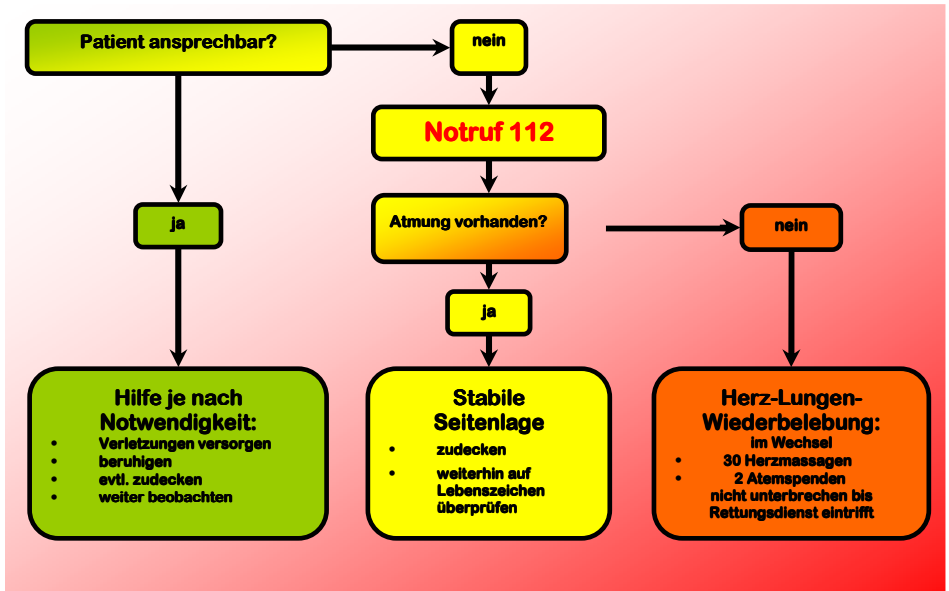 Patient ansprechbar?
nein
Notruf 112
ja
Atmung vorhanden?
nein
ja
Hilfe je nach
Notwendigkeit:
• Verletzungen versorgen
• beruhigen
• evtl. zudecken
• weiter beobachten
Stabile
Seitenlage
• zudecken
• weiterhin auf
Lebenszeichen
überprüfen
Herz-Lungen-
Wiederbelebung:
im Wechsel
• 30 Herzmassagen
• 2 Atemspenden
nicht unterbrechen bis
Rettungsdienst eintrifft